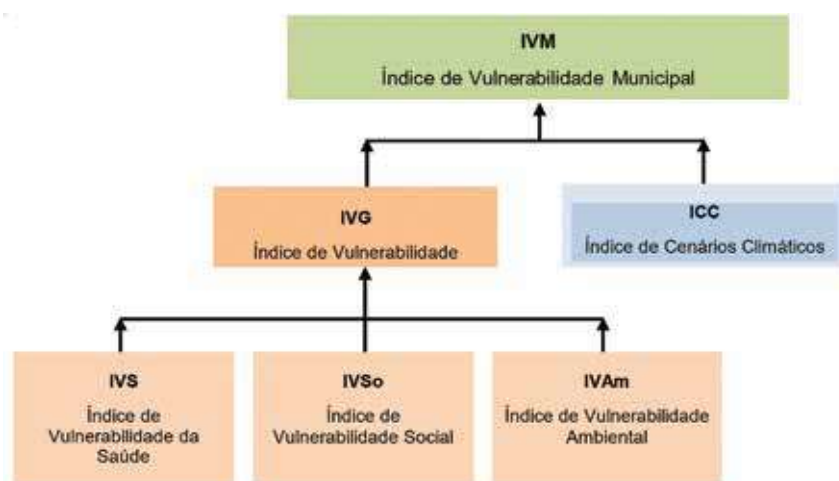 IVM
Índice de Vulnerabilidade Municipal
IVG
Índice de Vulnerabilidade
ICC
Índice de Cenários Climáticos
IVS
Índice de
Vulnerabilidade da
Saúde
IVSo
Índice de
Vulnerabilidade Social
IVAm
Índice de Vulnerabilidade
Ambiental